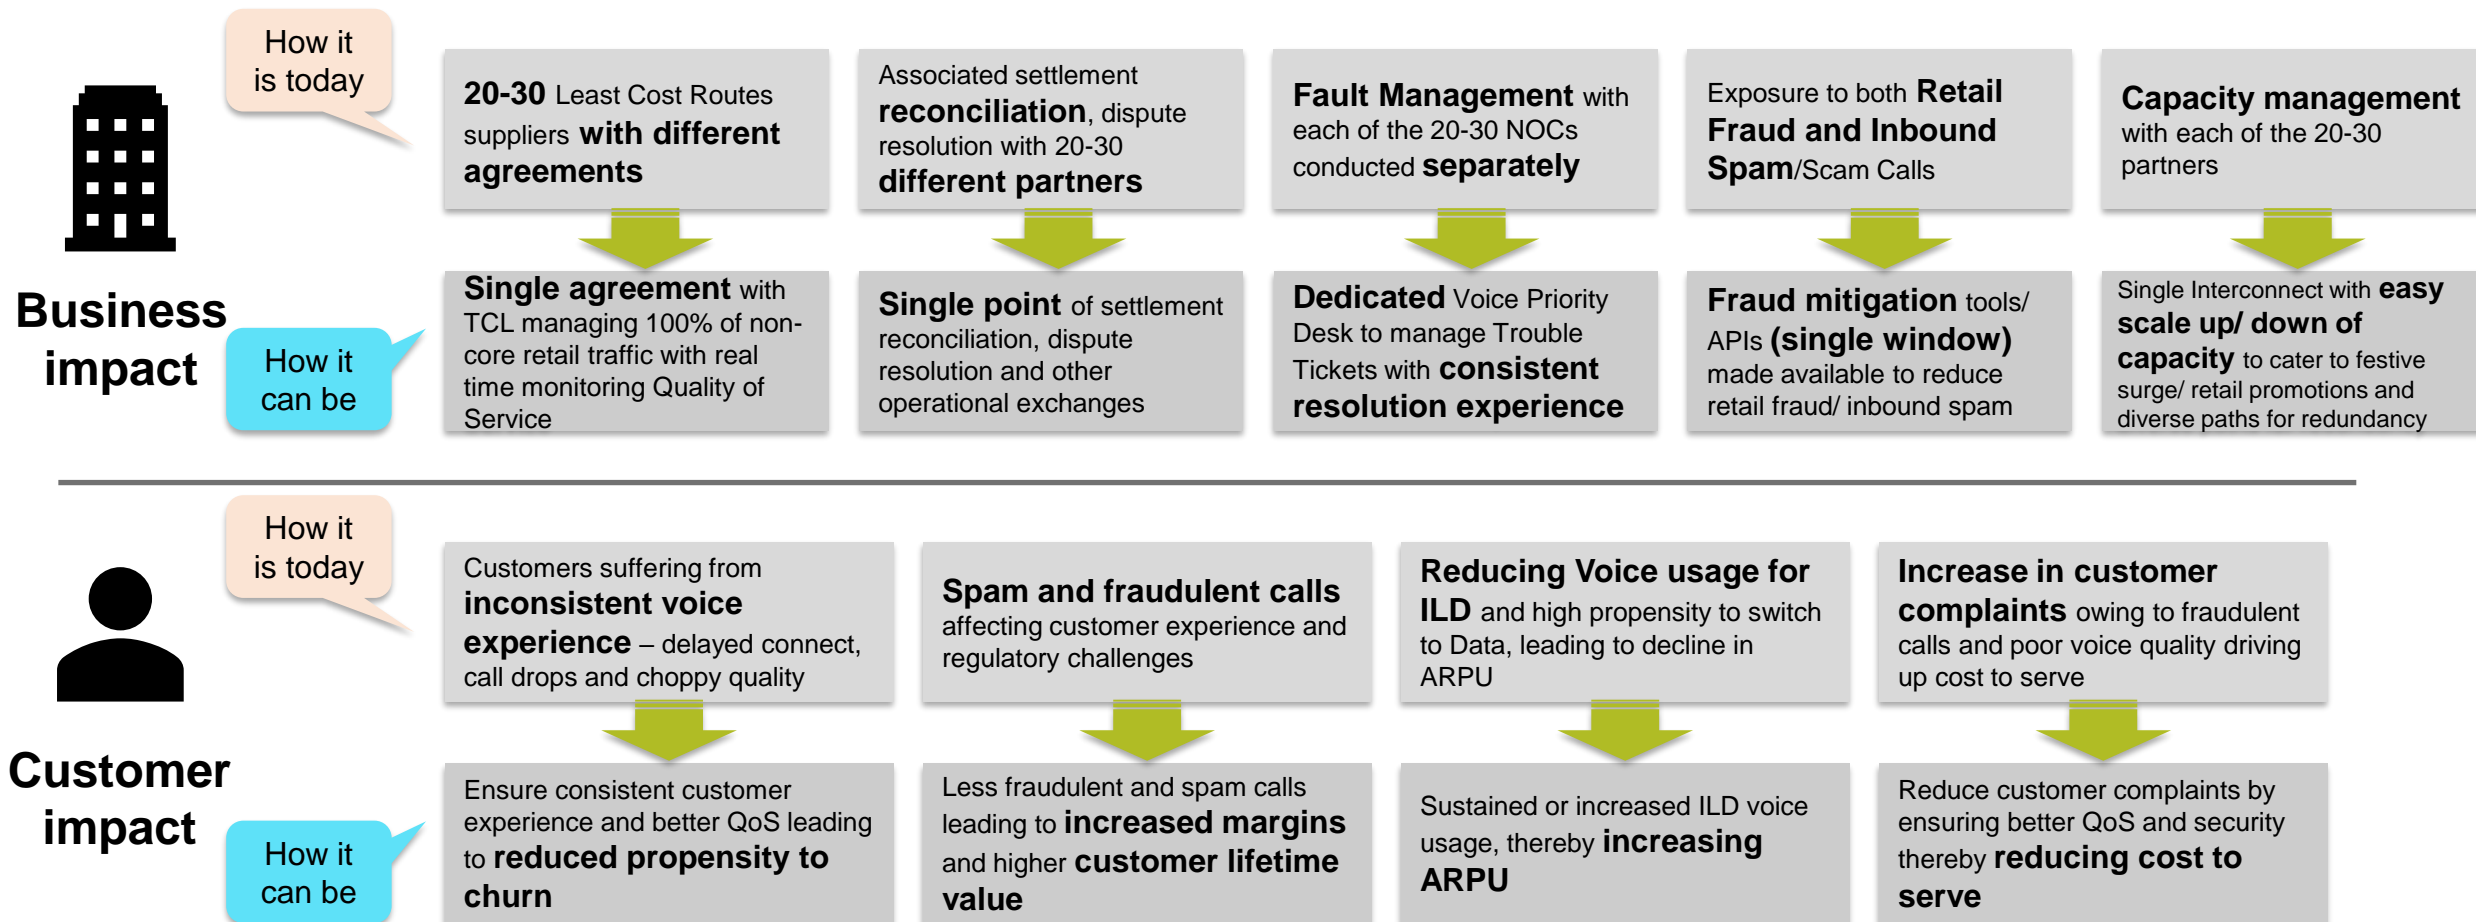 How it
is today
20-30 Least Cost Routes
suppliers with different
agreements
Associated settlement
reconciliation, dispute
resolution with 20-30
different partners
Fault Management with
each of the 20-30 NOCs
conducted separately
Exposure to both Retail
Fraud and Inbound
Spam/Scam Calls
Capacity management
with each of the 20-30
partners
Business
impact
How it
can be
Single agreement with
TCL managing 100% of non-
core retail traffic with real
time monitoring Quality of
Service
Single point of settlement
reconciliation, dispute
resolution and other
operational exchanges
Dedicated Voice Priority
Desk to manage Trouble
Tickets with consistent
resolution experience
Fraud mitigation tools/
APIs (single window)
made available to reduce
retail fraud/ inbound spam
Single Interconnect with easy
scale up/ down of
capacity to cater to festive
surge/ retail promotions and
diverse paths for redundancy
How it
is today
Customers suffering from
inconsistent voice
experience – delayed connect,
call drops and choppy quality
Spam and fraudulent calls
affecting customer experience and
regulatory challenges
Reducing Voice usage for
ILD and high propensity to switch
to Data, leading to decline in
ARPU
Increase in customer
complaints owing to fraudulent
calls and poor voice quality driving
up cost to serve
Customer
impact
How it
can be
Ensure consistent customer
experience and better QoS leading
to reduced propensity to
churn
Less fraudulent and spam calls
leading to increased margins
and higher customer lifetime
value
Sustained or increased ILD voice
usage, thereby increasing
ARPU
Reduce customer complaints by
ensuring better QoS and security
thereby reducing cost to
serve